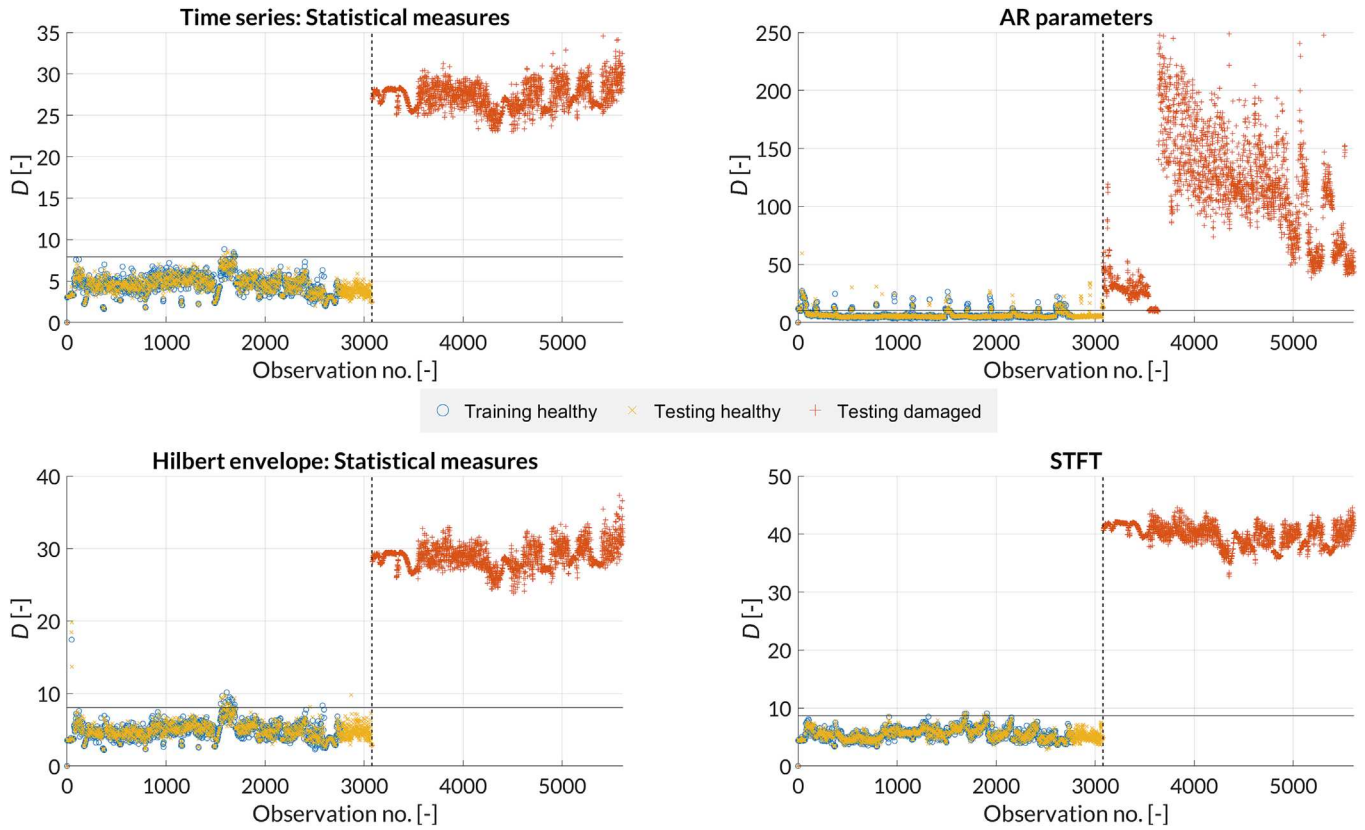 Time series: Statistical measures
35
30
25
20
15
10
5
0
D [-]
0 1000 2000 3000 4000 5000
Observation no. [-]
AR parameters
250
200
150
100
50
0
D [-]
0 1000 2000 3000 4000 5000
Observation no. [-]
Training healthy Testing healthy Testing damaged
Hilbert envelope: Statistical measures
40
30
20
10
0
D [-]
0 1000 2000 3000 4000 5000
Observation no. [-]
STFT
50
40
30
20
10
0
D [-]
0 1000 2000 3000 4000 5000
Observation no. [-]